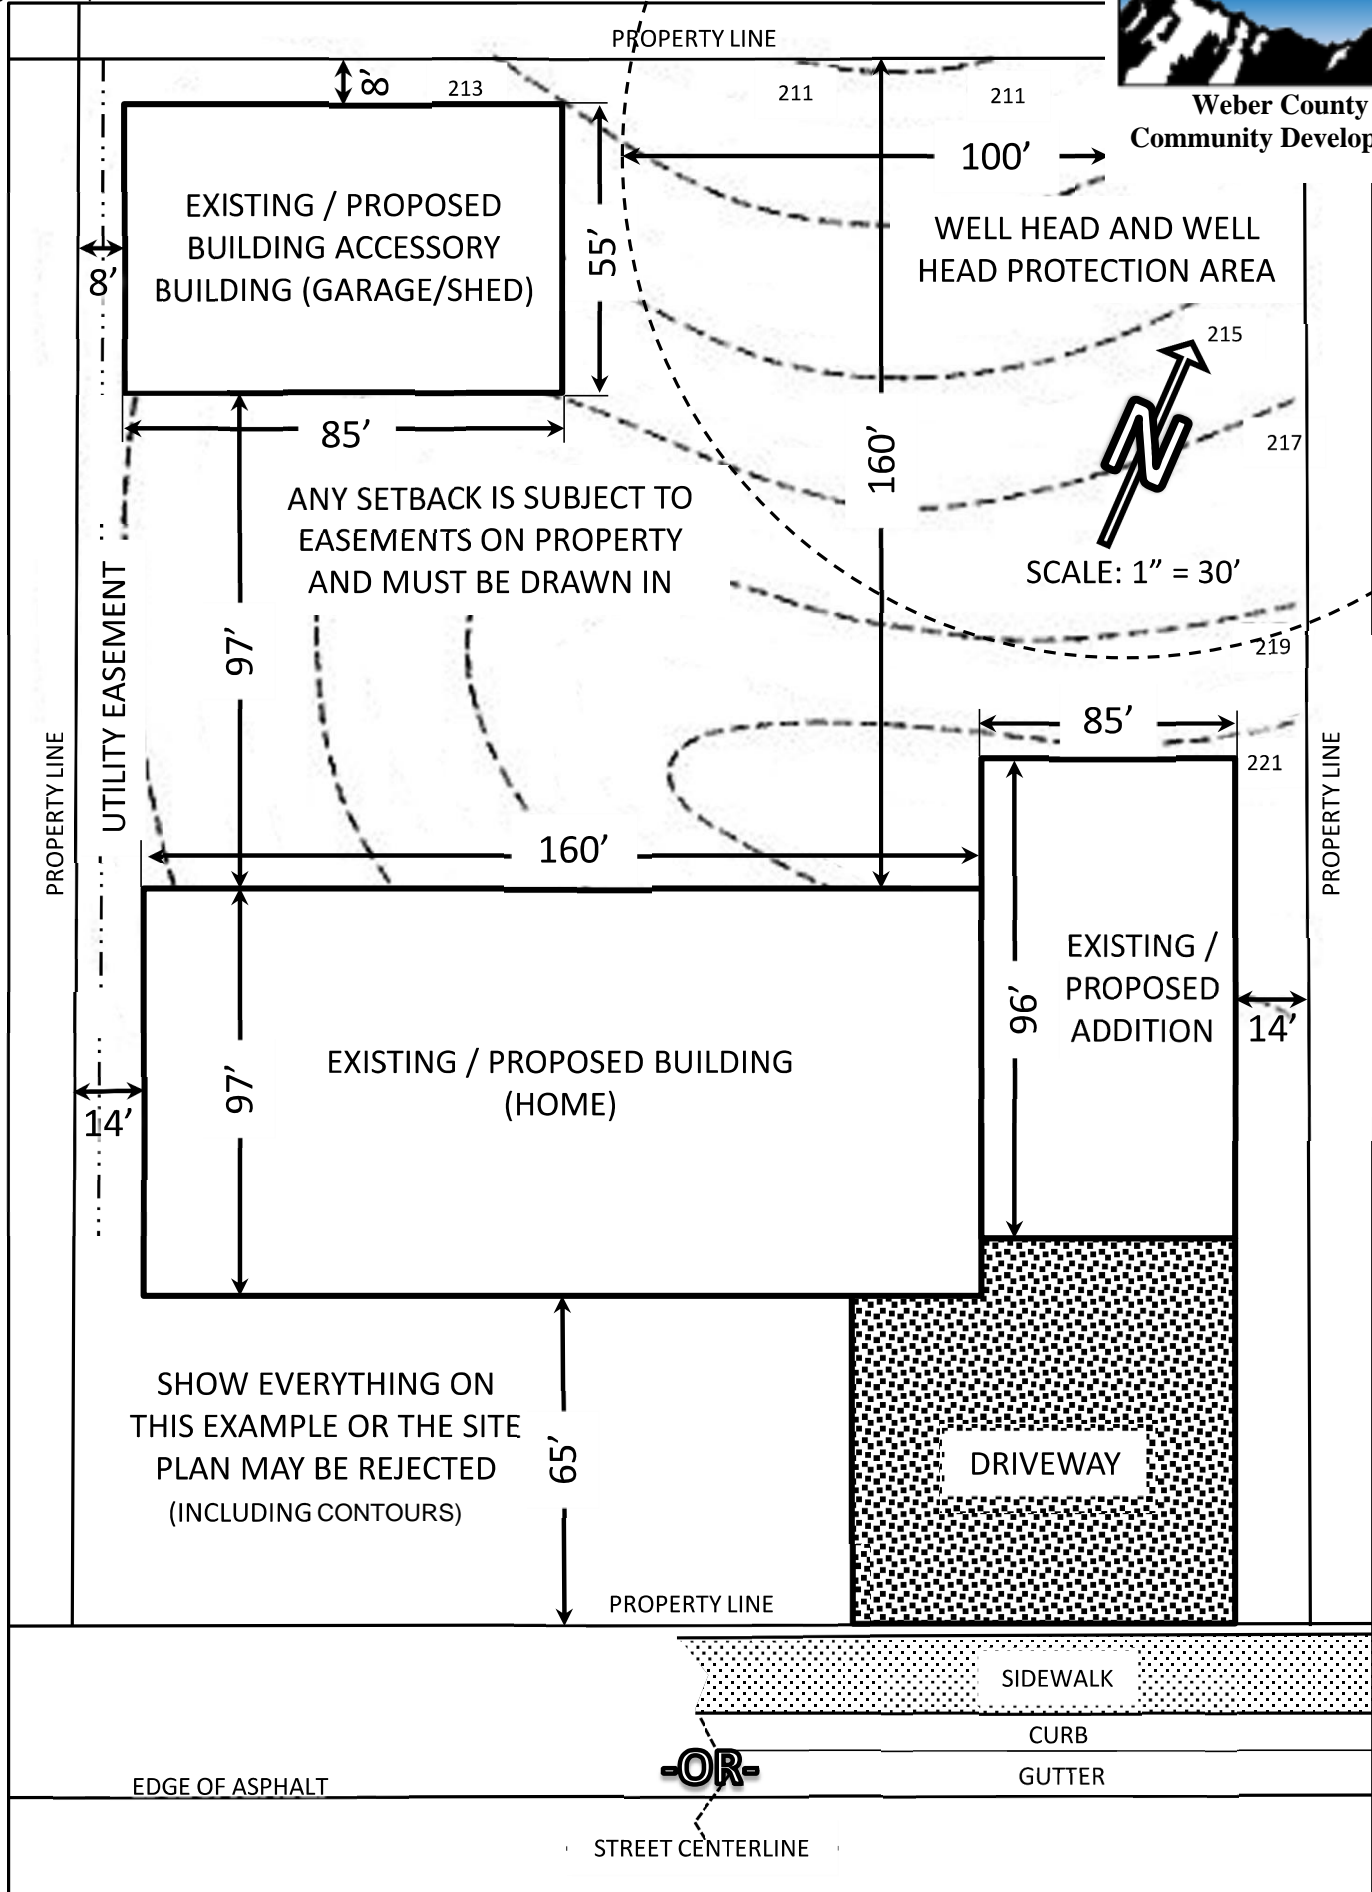 PROPERTY LINE
8’
213
211
211
Weber County
Community Develop
100’
EXISTING / PROPOSED
BUILDING ACCESSORY
BUILDING (GARAGE/SHED)
55’
8’
WELL HEAD AND WELL
HEAD PROTECTION AREA
215
N
85’
160’
217
ANY SETBACK IS SUBJECT TO
EASEMENTS ON PROPERTY
AND MUST BE DRAWN IN
SCALE: 1” = 30’
97’
UTILITY EASEMENT
219
85’
221
PROPERTY LINE
PROPERTY LINE
160’
EXISTING /
PROPOSED
ADDITION
96’
14’
EXISTING / PROPOSED BUILDING
(HOME)
97’
14’
SHOW EVERYTHING ON
THIS EXAMPLE OR THE SITE
PLAN MAY BE REJECTED
(INCLUDING CONTOURS)
65’
DRIVEWAY
PROPERTY LINE
SIDEWALK
CURB
-OR-
GUTTER
EDGE OF ASPHALT
STREET CENTERLINE